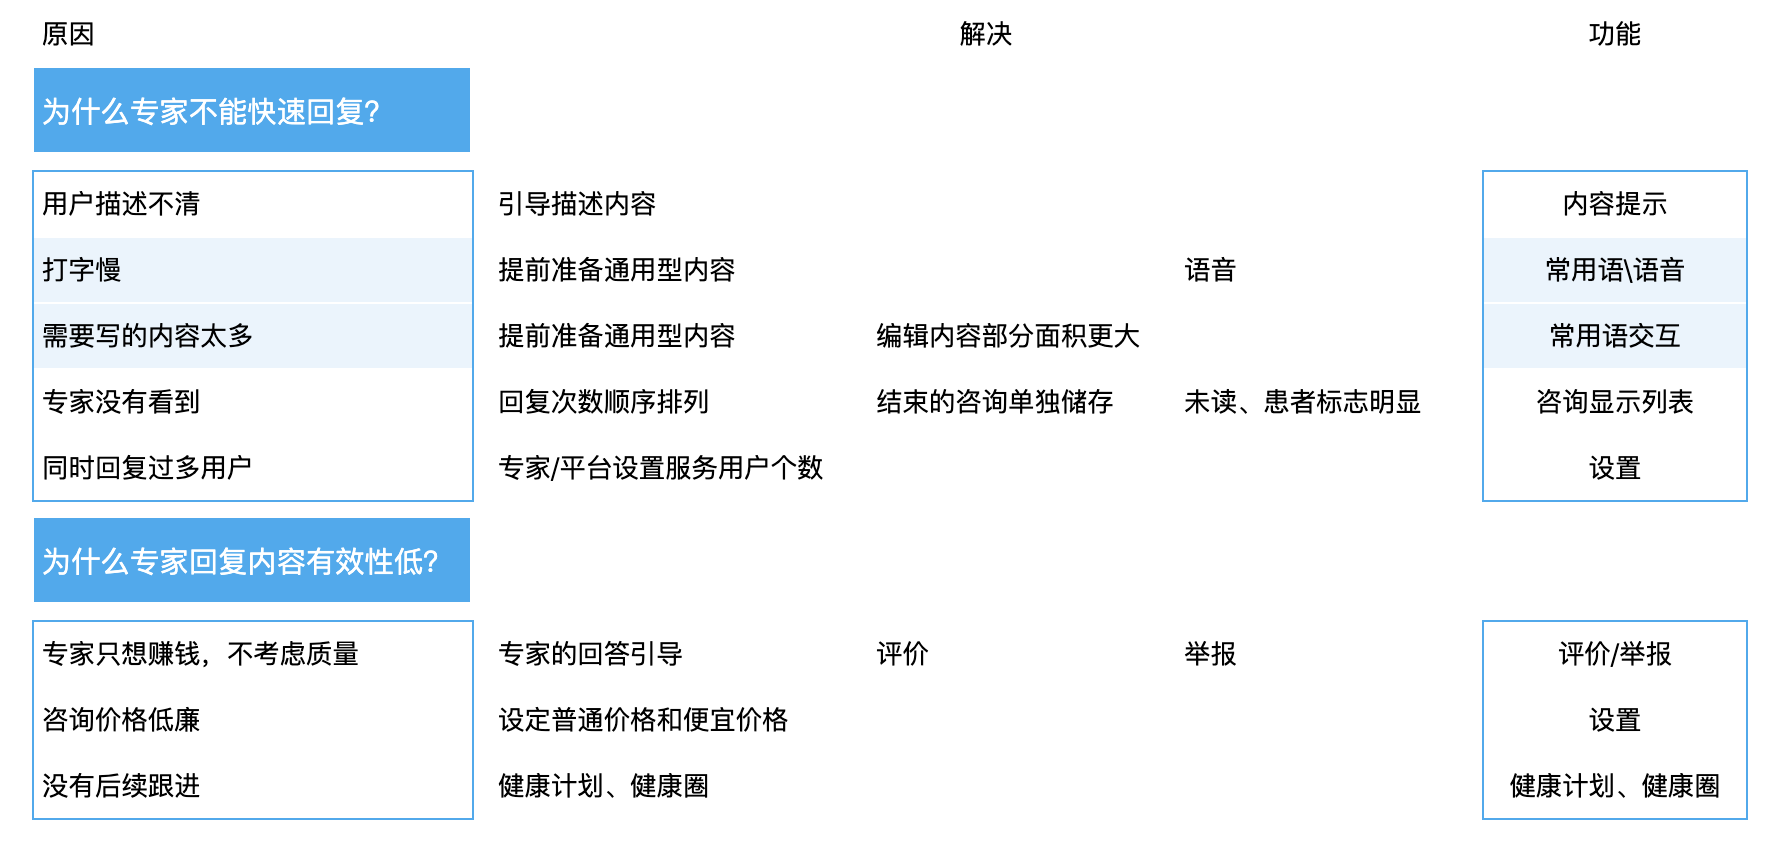 原因 解决 功能
为什么专家不能快速回复?
用户描述不清 引导描述内容 内容提示
打字慢 提前准备通用型内容 语音 常用语\语音
需要写的内容太多 提前准备通用型内容 编辑内容部分面积更大 常用语交互
专家没有看到 回复次数顺序排列 结束的咨询单独储存 未读、患者标志明显 咨询显示列表
同时回复过多用户 专家/平台设置服务用户个数 设置
为什么专家回复内容有效性低?
专家只想赚钱，不考虑质量 专家的回答引导 评价 举报 评价/举报
咨询价格低廉 设定普通价格和便宜价格 设置
没有后续跟进 健康计划、健康圈 健康计划、健康圈